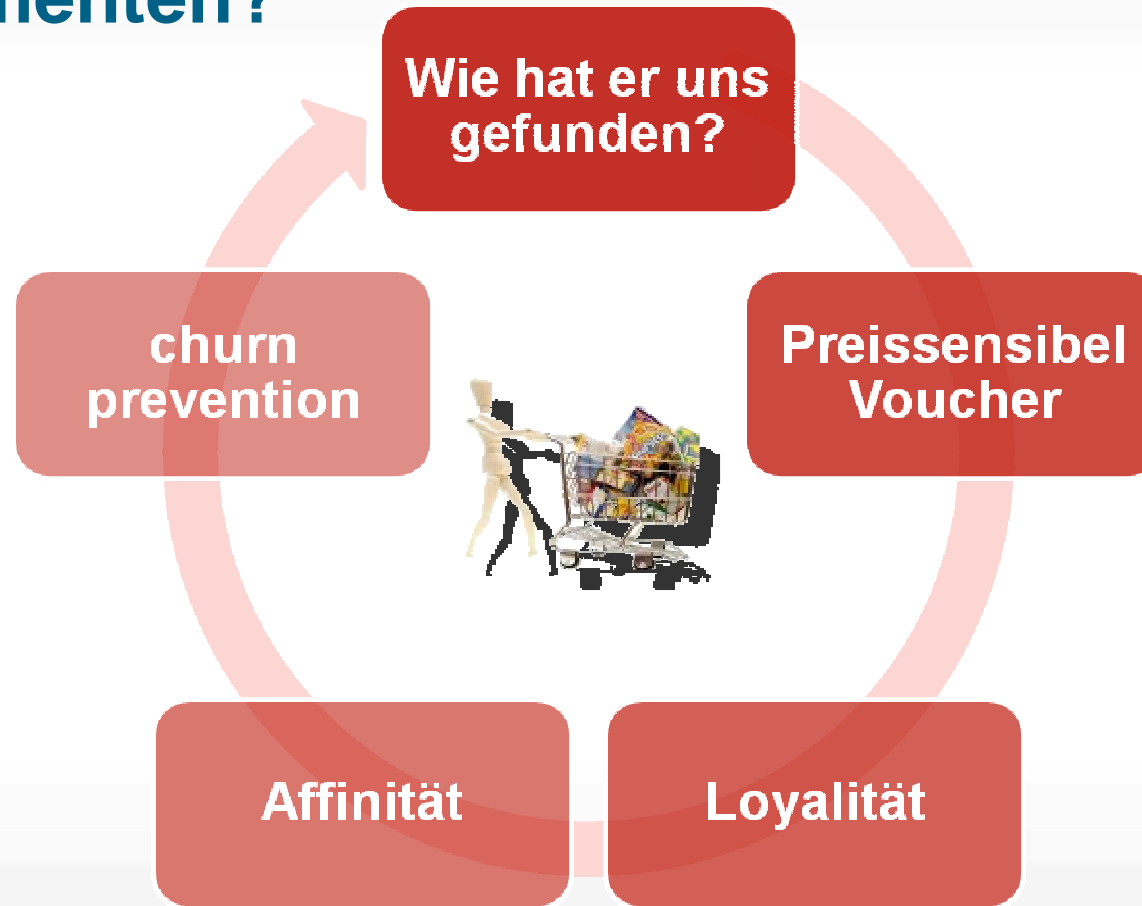 Wie hat er uns
gefunden?
Preissensibel
Voucher
Loyalität
Affinität
churn
prevention